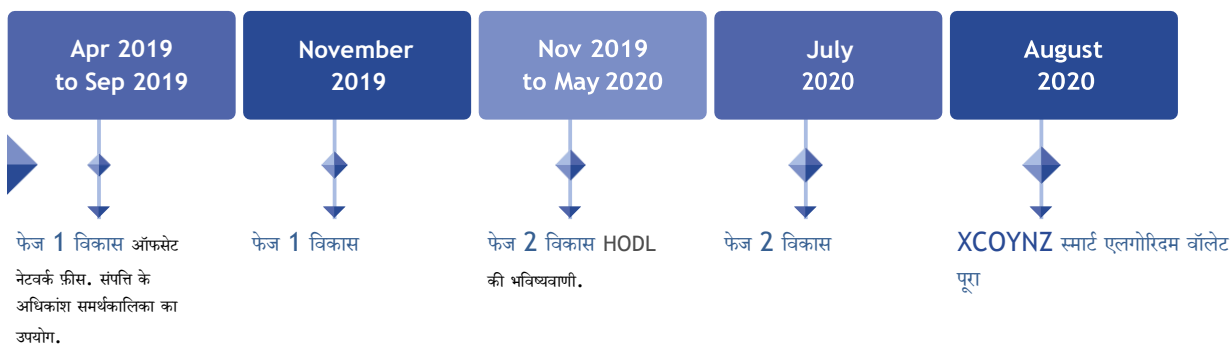 Apr 2019
to Sep 2019
November
2019
Nov 2019
to May 2020
July
2020
August
2020
फेज 1 विकास ऑफसेट
नेटवर्क फ़ीस. संपत्ति के
अधिकांश समर्थकालिका का
उपयोग.
फेज 1 विकास
फेज 2 विकास HODL
की भविष्यवाणी.
फेज 2 विकास
XCOYNZ स्मार्ट एलगोरिदम वॉलेट
पूरा